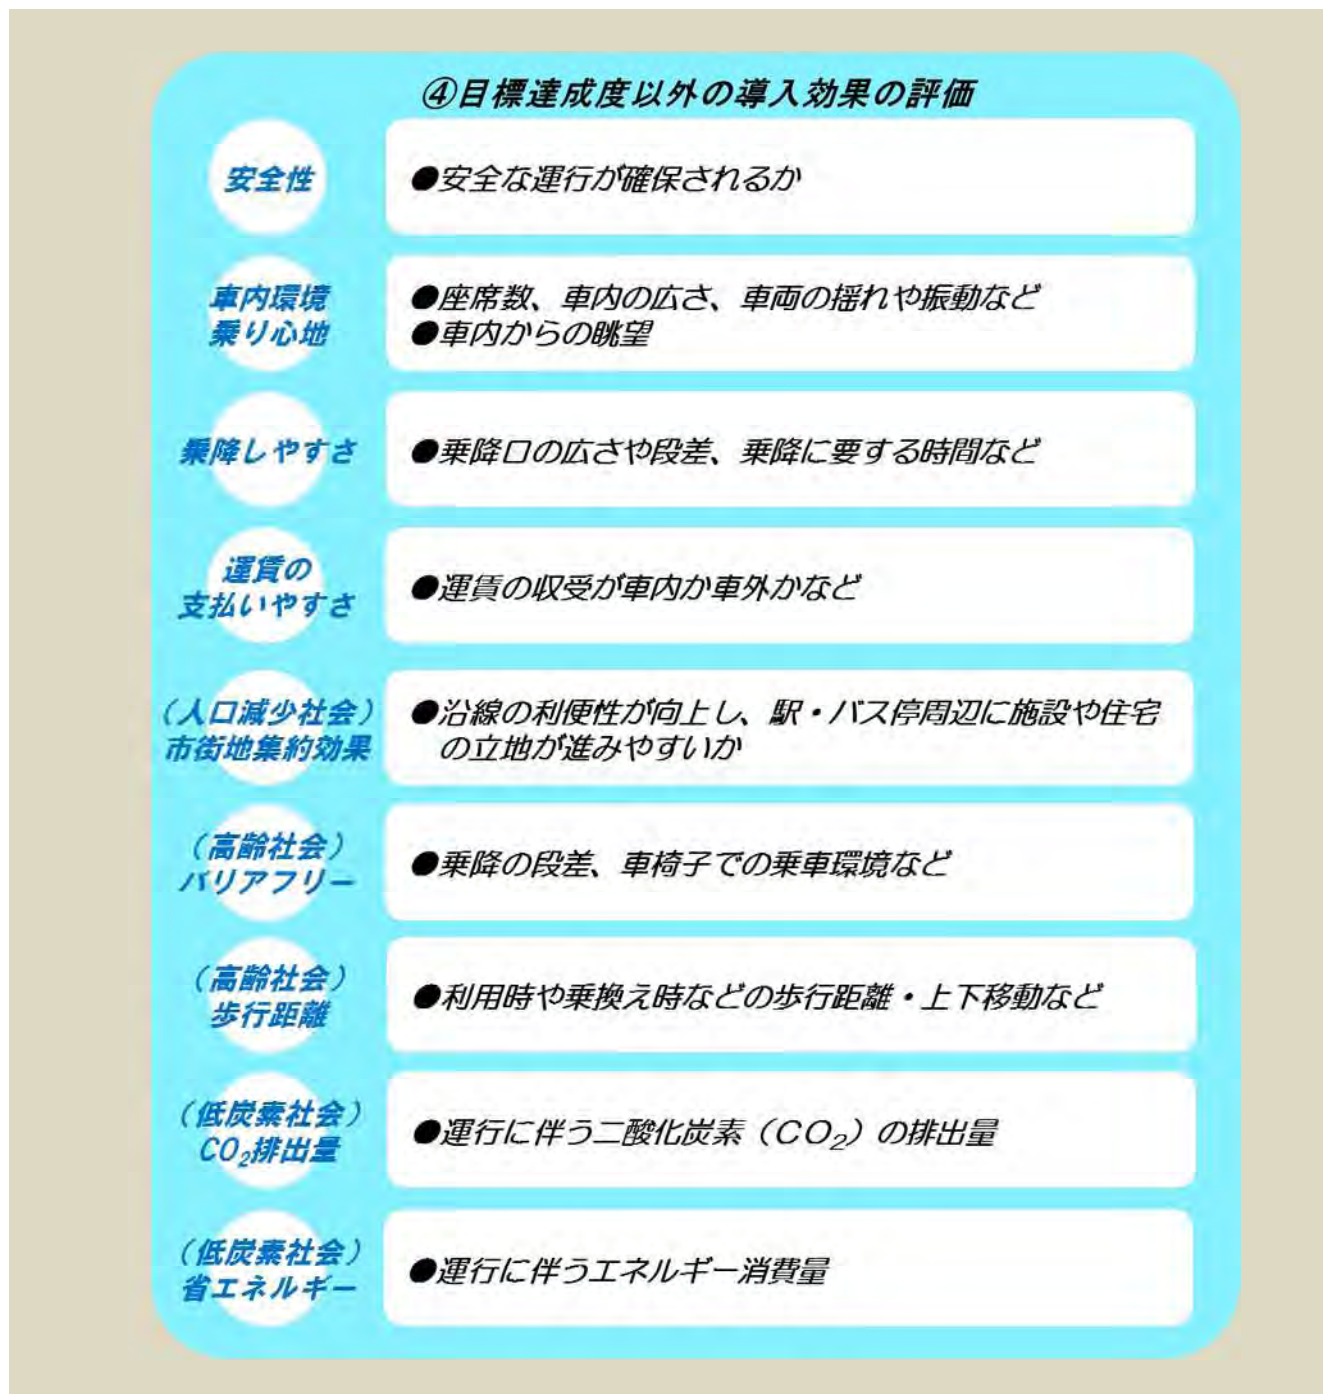 ④目標達成度以外の導入効果の評価
安全性
●安全な運行が確保されるか
車内環境
乗り心地
●座席数、車内の広さ、車両の揺れや振動など
●車内からの眺望
乗降しやすさ
●乗降口の広さや段差、乗降に要する時間など
運賃の
支払いやすさ
●運賃の収受が車内か車外かなど
（人口減少社会）
市街地集約効果
●沿線の利便性が向上し、駅・バス停周辺に施設や住宅
の立地が進みやすいか
（高齢社会）
バリアフリー
●乗降の段差、車椅子での乗車環境など
（高齢社会）
歩行距離
●利用時や乗換え時などの歩行距離・上下移動など
（低炭素社会）
CO₂排出量
●運行に伴う二酸化炭素（CO₂）の排出量
（低炭素社会）
省エネルギー
●運行に伴うエネルギー消費量